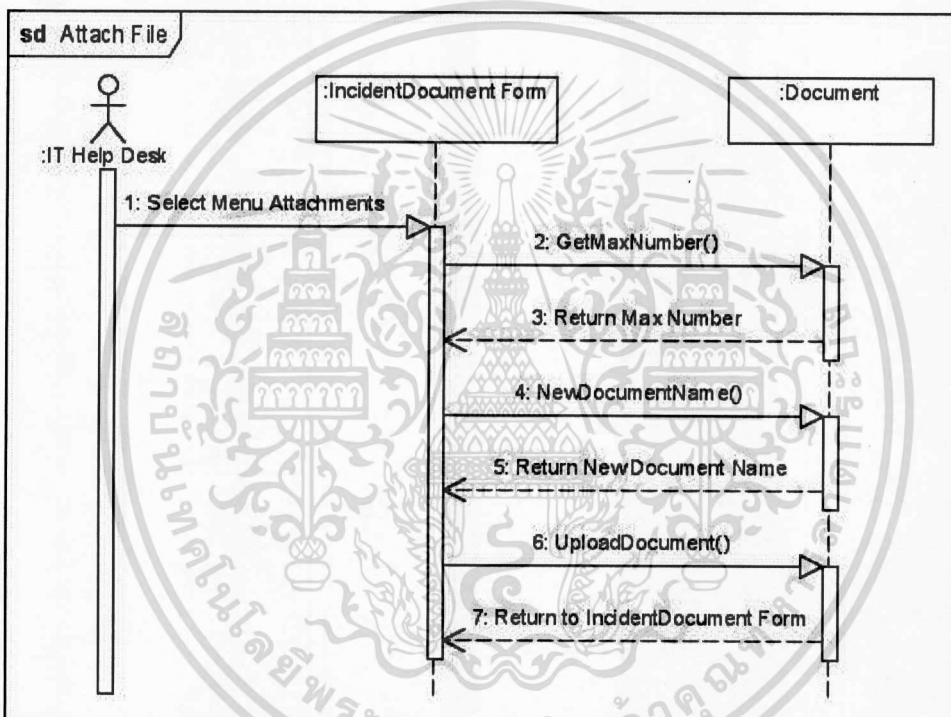 sd Attach File
:IT Help Desk
:IncidentDocument Form
:Document
1: Select Menu Attachments
2: GetMaxNumber()
3: Return Max Number
4: NewDocumentName()
5: Return NewDocument Name
6: UploadDocument()
7: Return to IncidentDocument Form